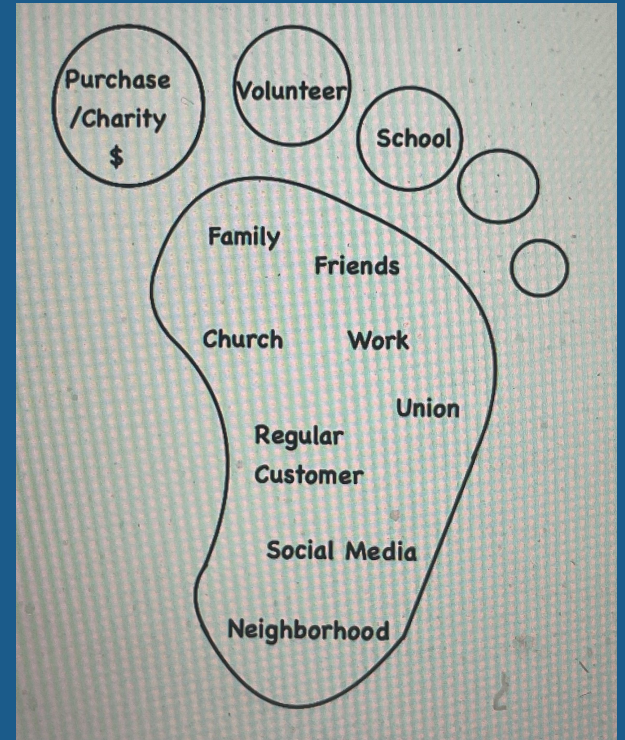 Purchase
/Charity
$
Volunteer
School
Family
Friends
Church
Work
Union
Regular
Customer
Social Media
Neighborhood